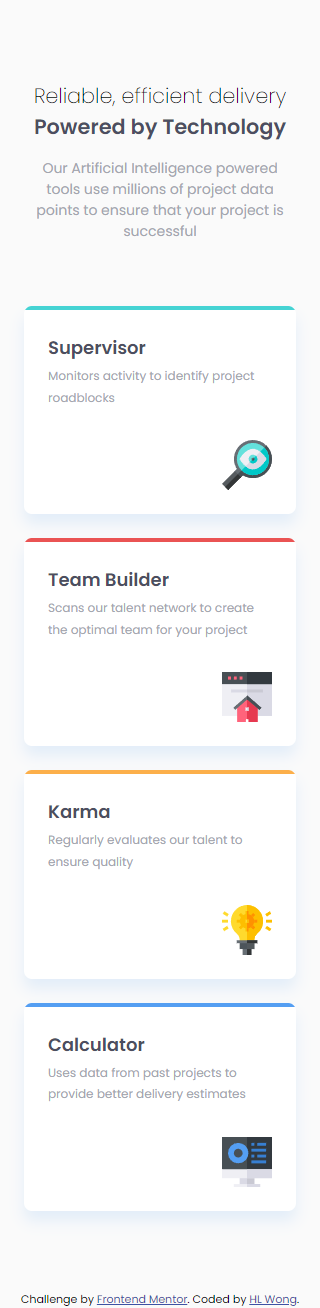 Reliable, efficient delivery
Powered by Technology
Our Artificial Intelligence powered
tools use millions of project data
points to ensure that your project is
successful
Supervisor
Monitors activity to identify project
roadblocks
Team Builder
Scans our talent network to create
the optimal team for your project
Karma
Regularly evaluates our talent to
ensure quality
Calculator
Uses data from past projects to
provide better delivery estimates
Challenge by Frontend Mentor. Coded by HL Wong.